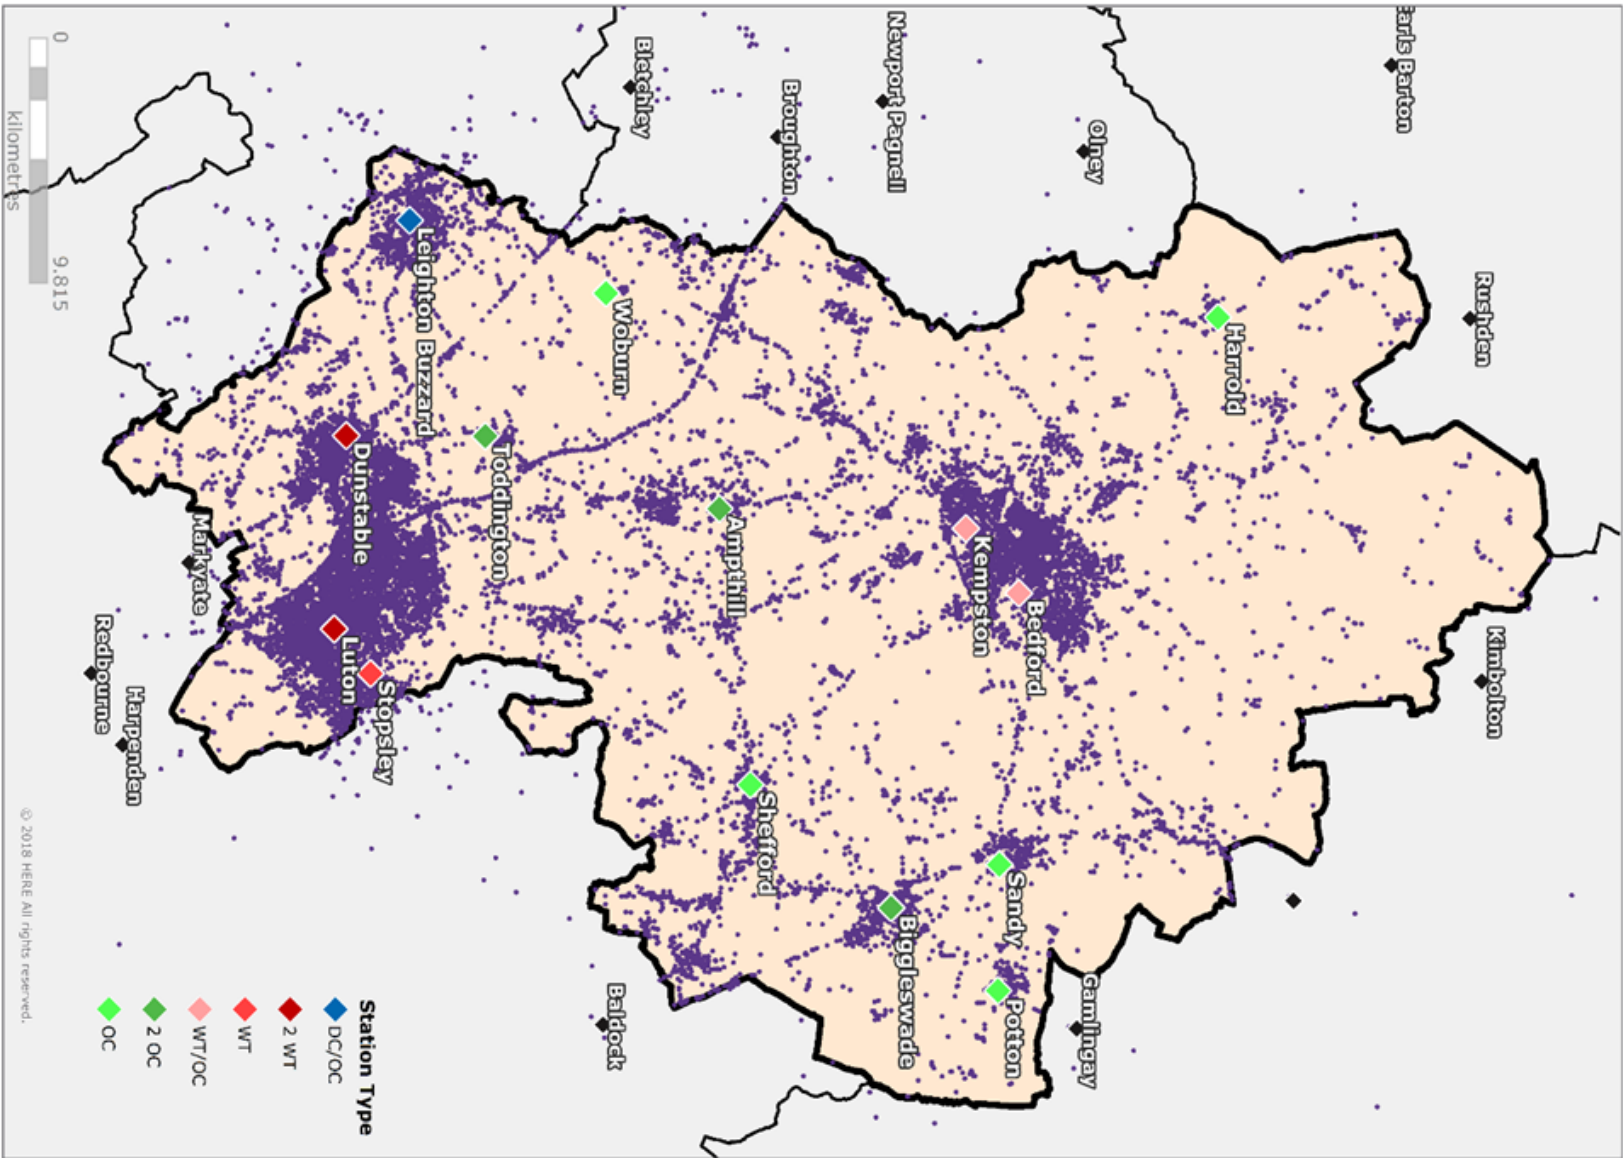 Earls Barton
Rushden
Kimbolton
Harrold
Olney
Newport Pagnell
Broughton
Bletchley
Kempston
Bedford
Sandy
Gamlingay
Potton
Biggleswade
Ampthill
Shefford
Woburn
Toddington
Leighton Buzzard
Baldock
Stopsley
Dunstable
Luton
Markyate
Harpenden
Redbourne
Station Type
DC/OC
2 WT
WT
WT/OC
2 OC
OC
0
9.815
kilometres
© 2018 HERE All rights reserved.